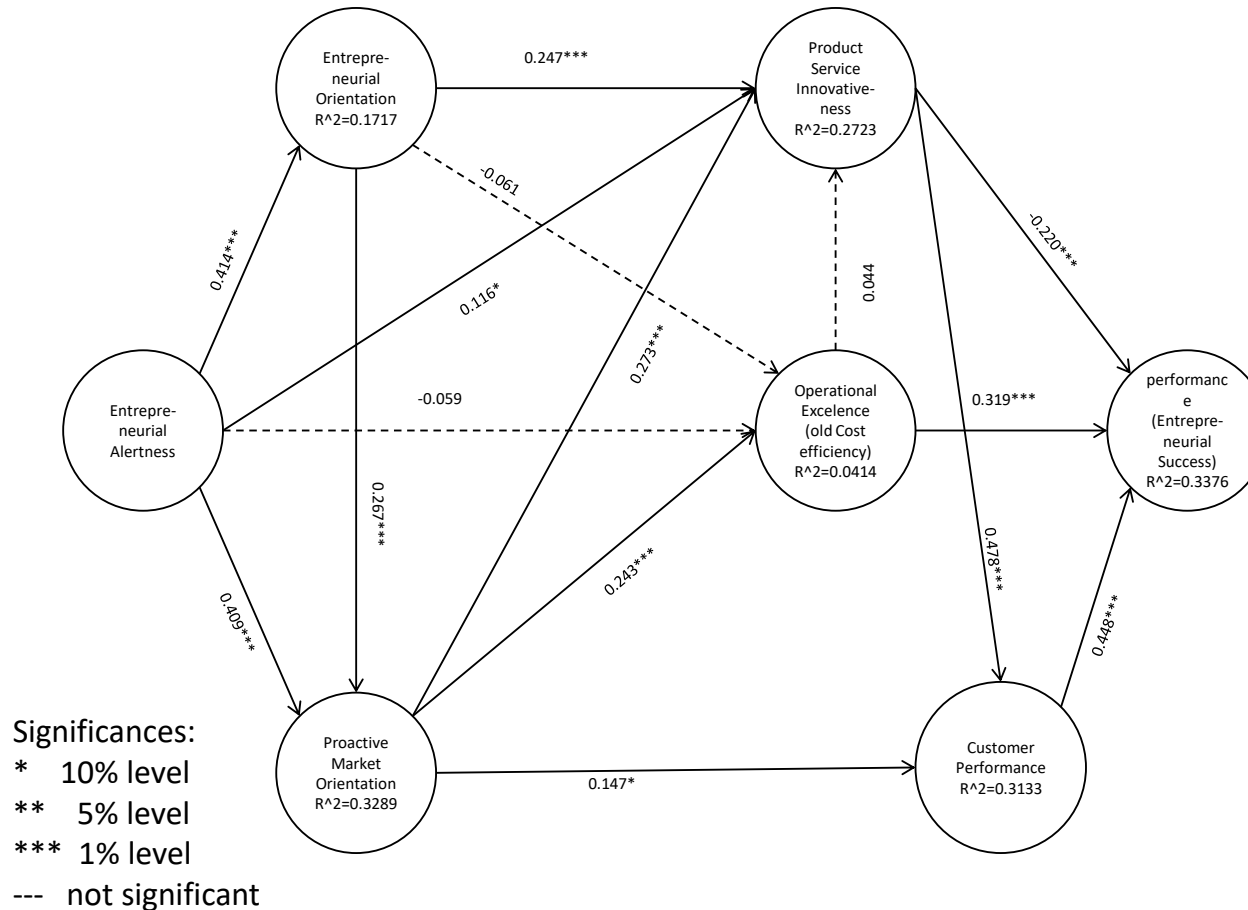 Entrepre-
neurial
Orientation
R^2=0.1717
0.247***
Product
Service
Innovative-
ness
R^2=0.2723
-0.061
0.414***
0.116*
0.273***
0.044
-0.220***
Entrepre-
neurial
Alertness
-0.059
Operational
Excelence
(old Cost
efficiency)
R^2=0.0414
0.319***
performanc
e
(Entrepre-
neurial
Success)
R^2=0.3376
0.267***
0.243***
0.478***
0.409***
0.448***
Proactive
Market
Orientation
R^2=0.3289
0.147*
Customer
Performance
R^2=0.3133
Significances:
* 10% level
** 5% level
*** 1% level
--- not significant